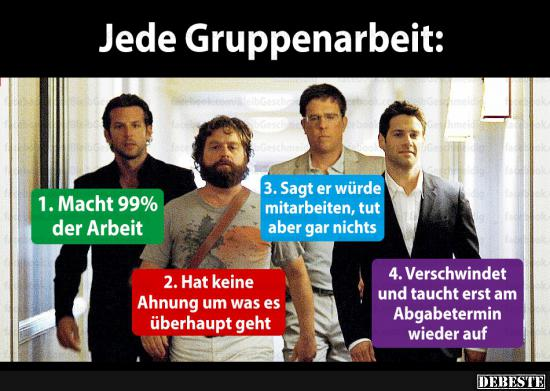 Jede Gruppenarbeit:
1. Macht 99%
der Arbeit
2. Hat keine
Ahnung um was es
überhaupt geht
3. Sagt er würde
mitarbeiten, tut
aber gar nichts
4. Verschwindet
und taucht erst am
Abgabetermin
wieder auf
DEBESTE